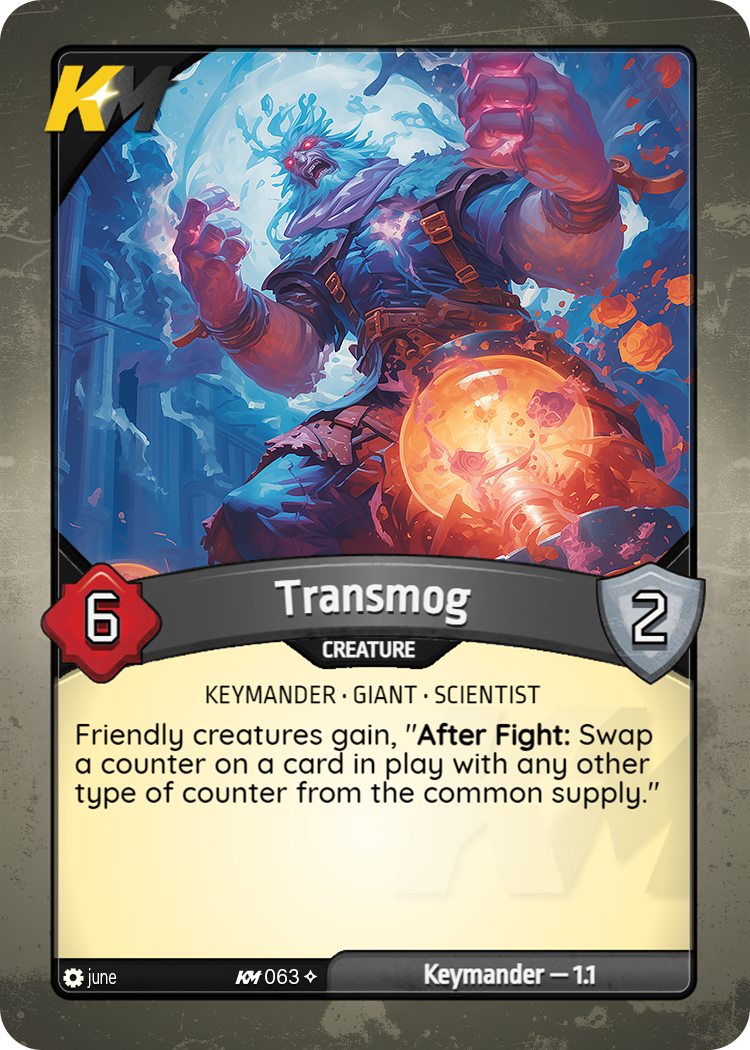 KM
Transmog
6
2
CREATURE
KEYMANDER · GIANT · SCIENTIST
Friendly creatures gain, "After Fight: Swap
a counter on a card in play with any other
type of counter from the common supply."
june
KM 063
Keymander — 1.1